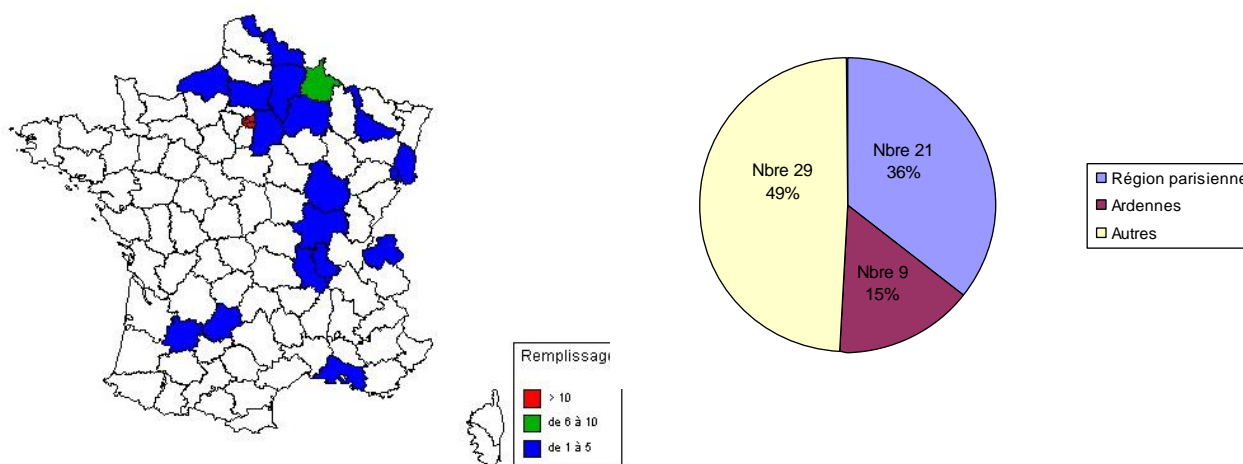 Remplissage
> 10
de 6 à 10
de 1 à 5
Nbre 29
49%
Nbre 21
36%
Nbre 9
15%
Région parisienne
Ardennes
Autres